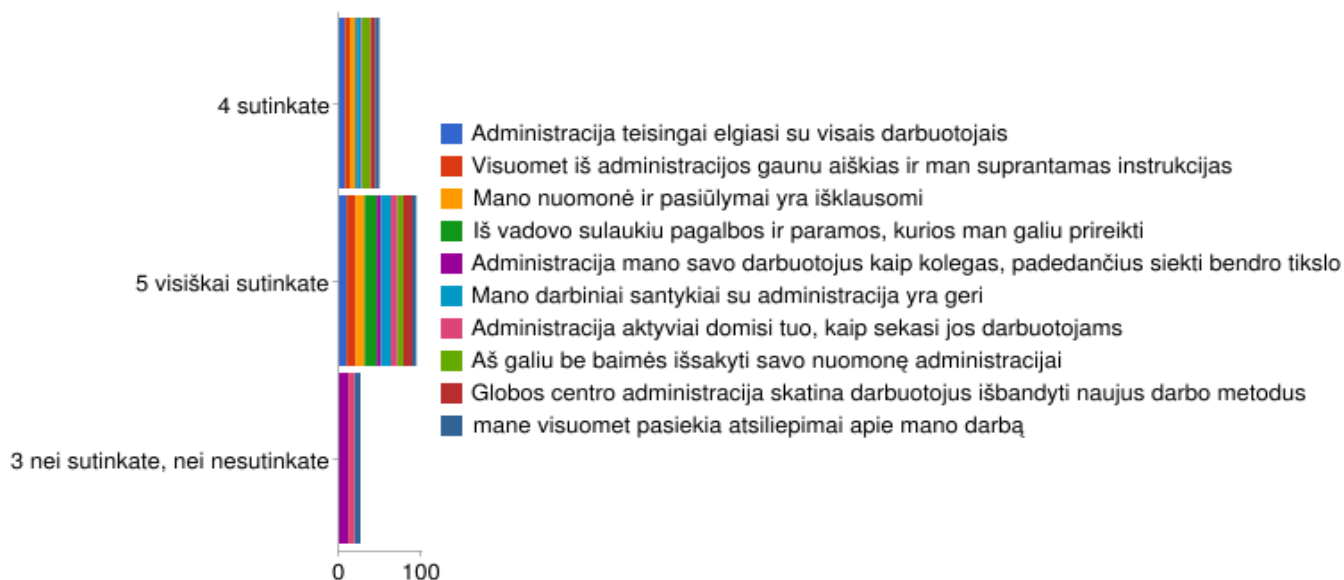 4 sutinkate
5 visiškai sutinkate
3 nei sutinkate, nei nesutinkate
0 100
Administracija teisingai elgiasi su visais darbuotojais
Visuomet iš administracijos gaunu aiškias ir man suprantamas instrukcijas
Mano nuomonė ir pasiūlymai yra išklausomi
Iš vadovo sulaukiu pagalbos ir paramos, kurios man galiu prireikti
Administracija mano savo darbuotojus kaip kolegas, padedančius siekti bendro tikslo
Mano darbiniai santykiai su administracija yra geri
Administracija aktyviai domisi tuo, kaip sekasi jos darbuotojams
Aš galiu be baimės išsakyti savo nuomonę administracijai
Globos centro administracija skatina darbuotojus išbandyti naujus darbo metodus
mane visuomet pasiekia atsiliepimai apie mano darbą